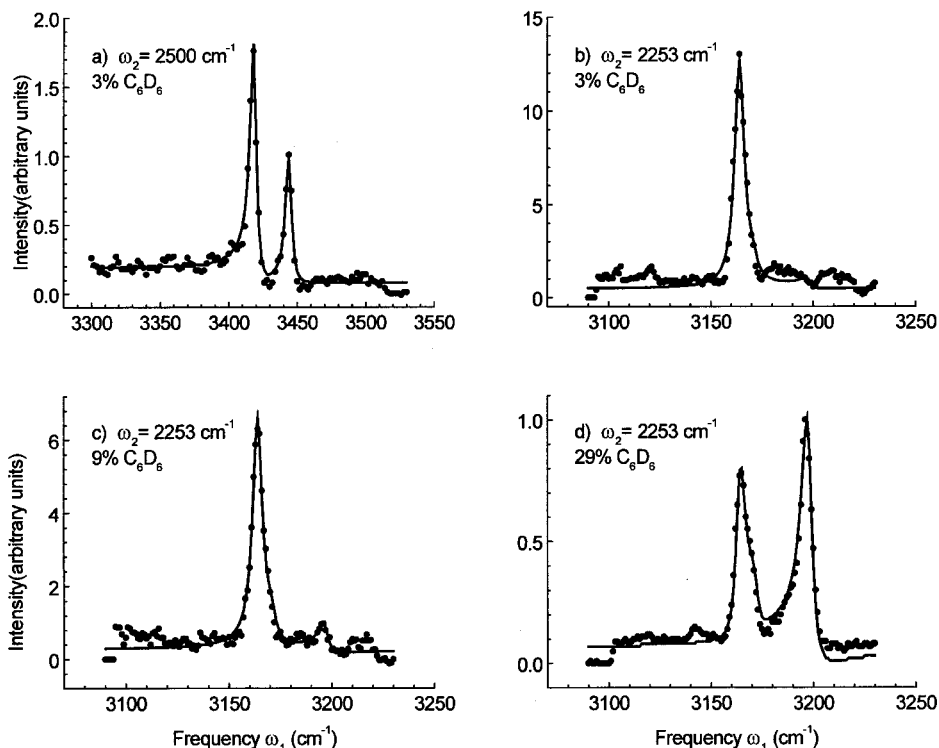 a) ω₂= 2500 cm⁻¹
3% C₆D₆
Intensity(arbitrary units)
2.0
1.5
1.0
0.5
0.0
3300 3350 3400 3450 3500 3550
b) ω₂= 2253 cm⁻¹
3% C₆D₆
15
10
5
0
3100 3150 3200 3250
c) ω₂= 2253 cm⁻¹
9% C₆D₆
Intensity(arbitrary units)
6
4
2
0
3100 3150 3200 3250
Frequency ω₁ (cm⁻¹)
d) ω₂= 2253 cm⁻¹
29% C₆D₆
1.0
0.5
0.0
3100 3150 3200 3250
Frequency ω₁ (cm⁻¹)